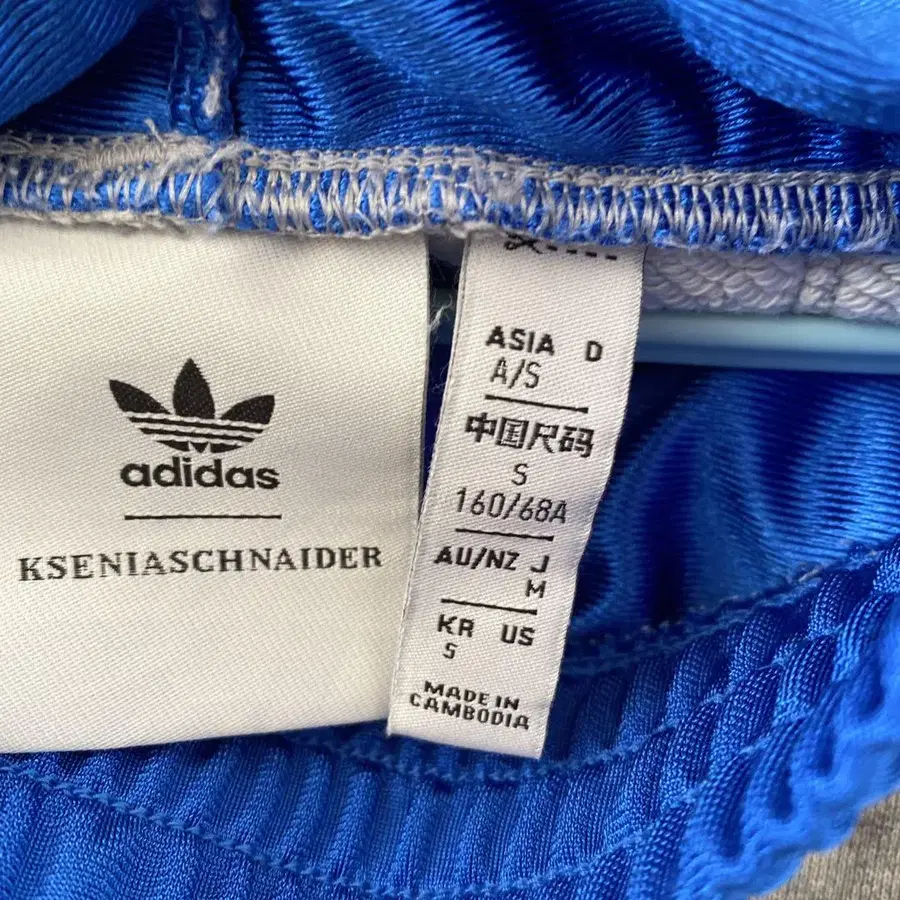 adidas
KSENIASCHNAIDER
ASIA D
A/S
中国尺码
S
160/68A
AU/NZ J
M
KR US
S
MADE IN
CAMBODIA